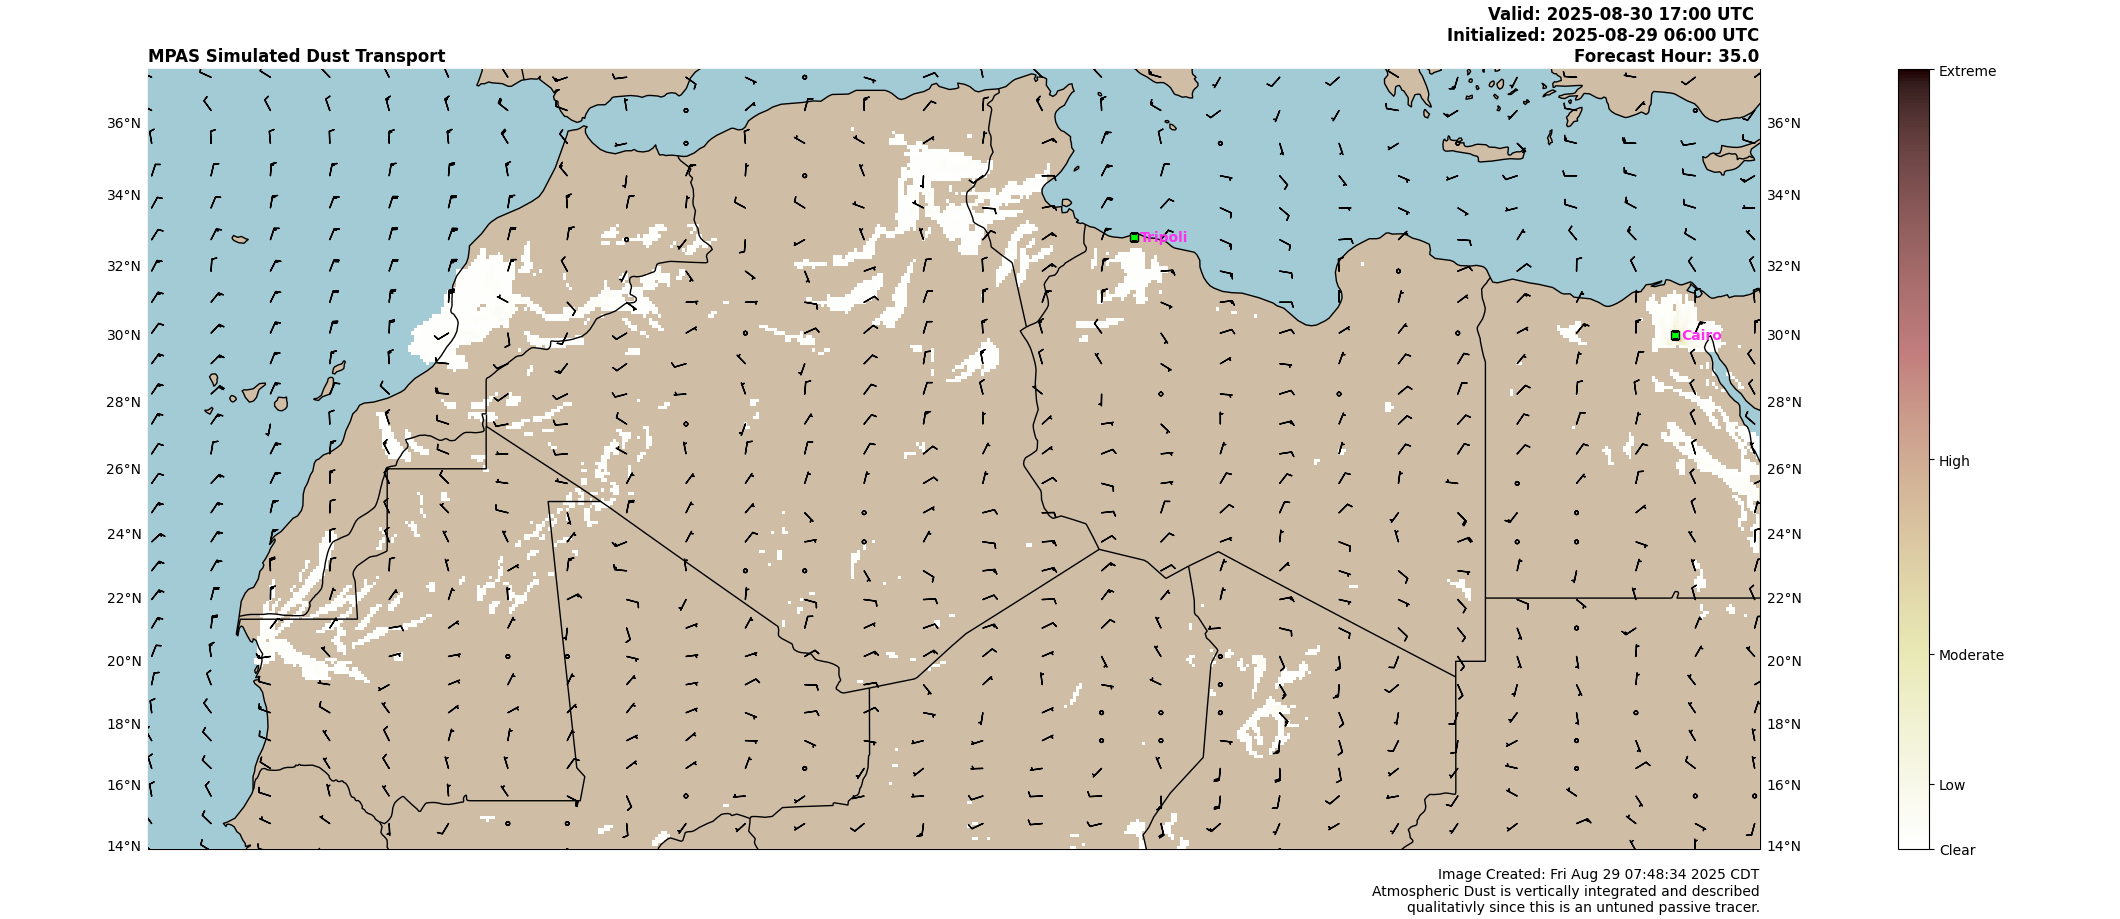 Valid: 2025-08-30 17:00 UTC
Initialized: 2025-08-29 06:00 UTC
MPAS Simulated Dust Transport
Forecast Hour: 35.0
Extreme
36°N
36°N
34°N
34°N
Tripoli
32°N
32°N
30°N
Cairo
30°N
28°N
28°N
26°N
26°N
High
24°N
24°N
22°N
22°N
20°N
20°N
Moderate
18°N
18°N
16°N
16°N
Low
14°N
14°N
Clear
Image Created: Fri Aug 29 07:48:34 2025 CDT
Atmospheric Dust is vertically integrated and described
qualitativly since this is an untuned passive tracer.